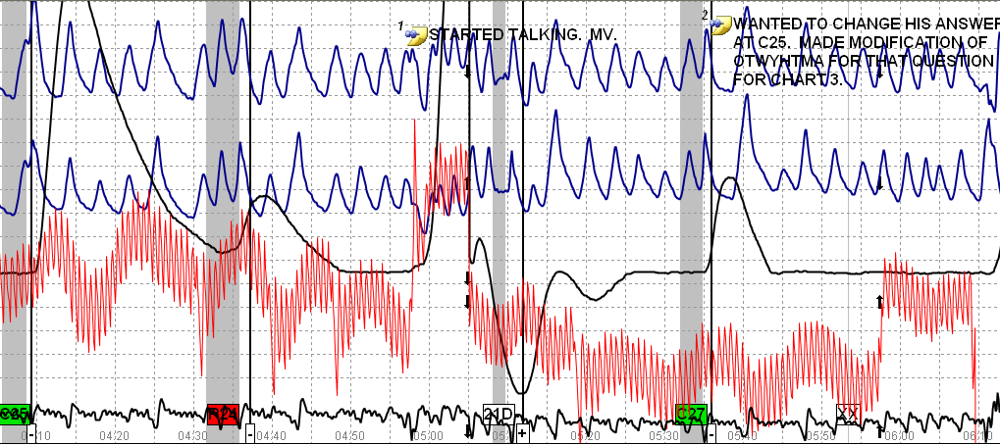 1
STARTED TALKING. MV.
2
WANTED TO CHANGE HIS ANSWER
AT C25. MADE MODIFICATION OF
OTWYHTMA FOR THAT QUESTION
FOR CHART 3.
R24
21D
C27
XX
04:20
04:30
04:40
04:50
05:00
05:20
05:30
05:40
05:50
06:00
06:10
- - + -